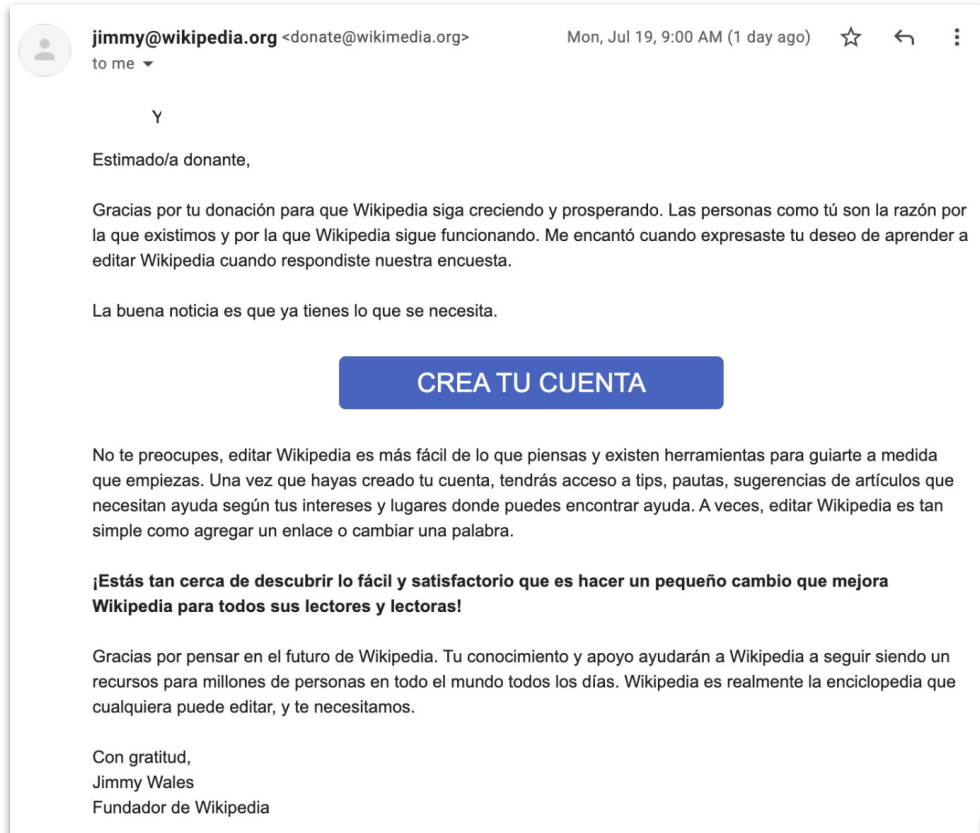 jimmy@wikipedia.org <donate@wikimedia.org> Mon, Jul 19, 9:00 AM (1 day ago)
to me
Y
Estimado/a donante,
Gracias por tu donación para que Wikipedia siga creciendo y prosperando. Las personas como tú son la razón por
la que existimos y por la que Wikipedia sigue funcionando. Me encantó cuando expresaste tu deseo de aprender a
editar Wikipedia cuando respondiste nuestra encuesta.
La buena noticia es que ya tienes lo que se necesita.
CREA TU CUENTA
No te preocupes, editar Wikipedia es más fácil de lo que piensas y existen herramientas para guiarte a medida
que empiezas. Una vez que hayas creado tu cuenta, tendrás acceso a tips, pautas, sugerencias de artículos que
necesitan ayuda según tus intereses y lugares donde puedes encontrar ayuda. A veces, editar Wikipedia es tan
simple como agregar un enlace o cambiar una palabra.
¡Estás tan cerca de descubrir lo fácil y satisfactorio que es hacer un pequeño cambio que mejora
Wikipedia para todos sus lectores y lectoras!
Gracias por pensar en el futuro de Wikipedia. Tu conocimiento y apoyo ayudarán a Wikipedia a seguir siendo un
recursos para millones de personas en todo el mundo todos los días. Wikipedia es realmente la enciclopedia que
cualquiera puede editar, y te necesitamos.
Con gratitud,
Jimmy Wales
Fundador de Wikipedia